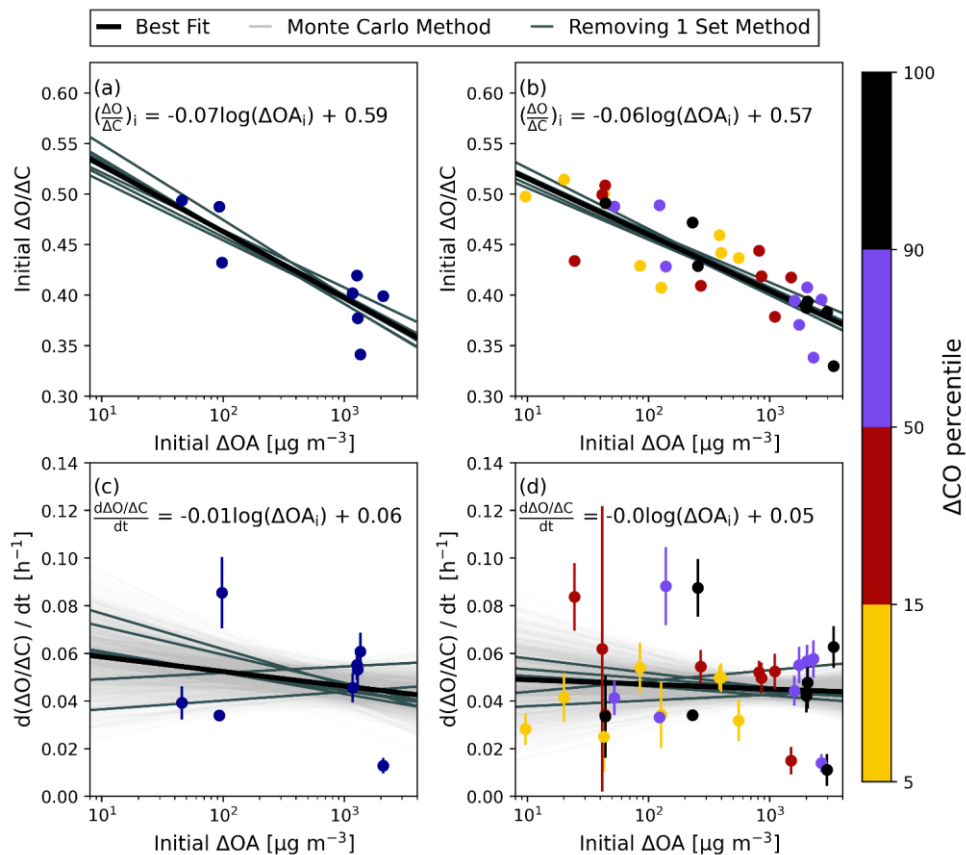 Best Fit Monte Carlo Method Removing 1 Set Method
(a)
(ΔO/ΔC)i = -0.07log(ΔOAi) + 0.59
0.60
0.55
0.50
0.45
0.40
0.35
0.30
Initial ΔO/ΔC
10¹ 10² 10³
Initial ΔOA [µg m⁻³]
(b)
(ΔO/ΔC)i = -0.06log(ΔOAi) + 0.57
0.60
0.55
0.50
0.45
0.40
0.35
0.30
Initial ΔO/ΔC
10¹ 10² 10³
Initial ΔOA [µg m⁻³]
(c)
dΔO/ΔC/dt = -0.01log(ΔOAi) + 0.06
0.14
0.12
0.10
0.08
0.06
0.04
0.02
0.00
d(ΔO/ΔC) / dt [h⁻¹]
10¹ 10² 10³
Initial ΔOA [µg m⁻³]
(d)
dΔO/ΔC/dt = -0.0log(ΔOAi) + 0.05
0.14
0.12
0.10
0.08
0.06
0.04
0.02
0.00
d(ΔO/ΔC) / dt [h⁻¹]
10¹ 10² 10³
Initial ΔOA [µg m⁻³]
100
90
50
15
5
ΔCO percentile